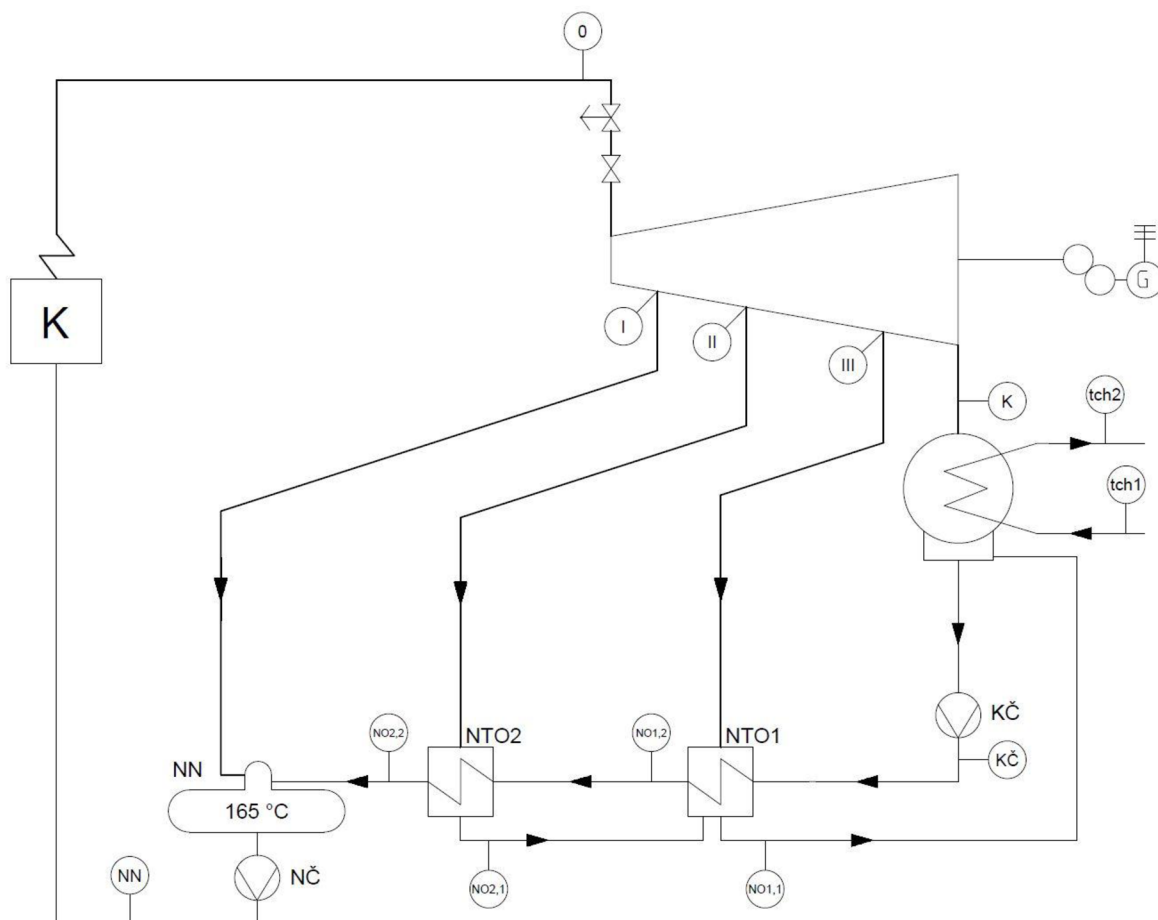 0
K
G
I
II
III
K
tch2
tch1
KČ
KČ
NTO2
NTO1
NO2,2
NO1,2
NN
165 °C
NČ
NN
NO2,1
NO1,1